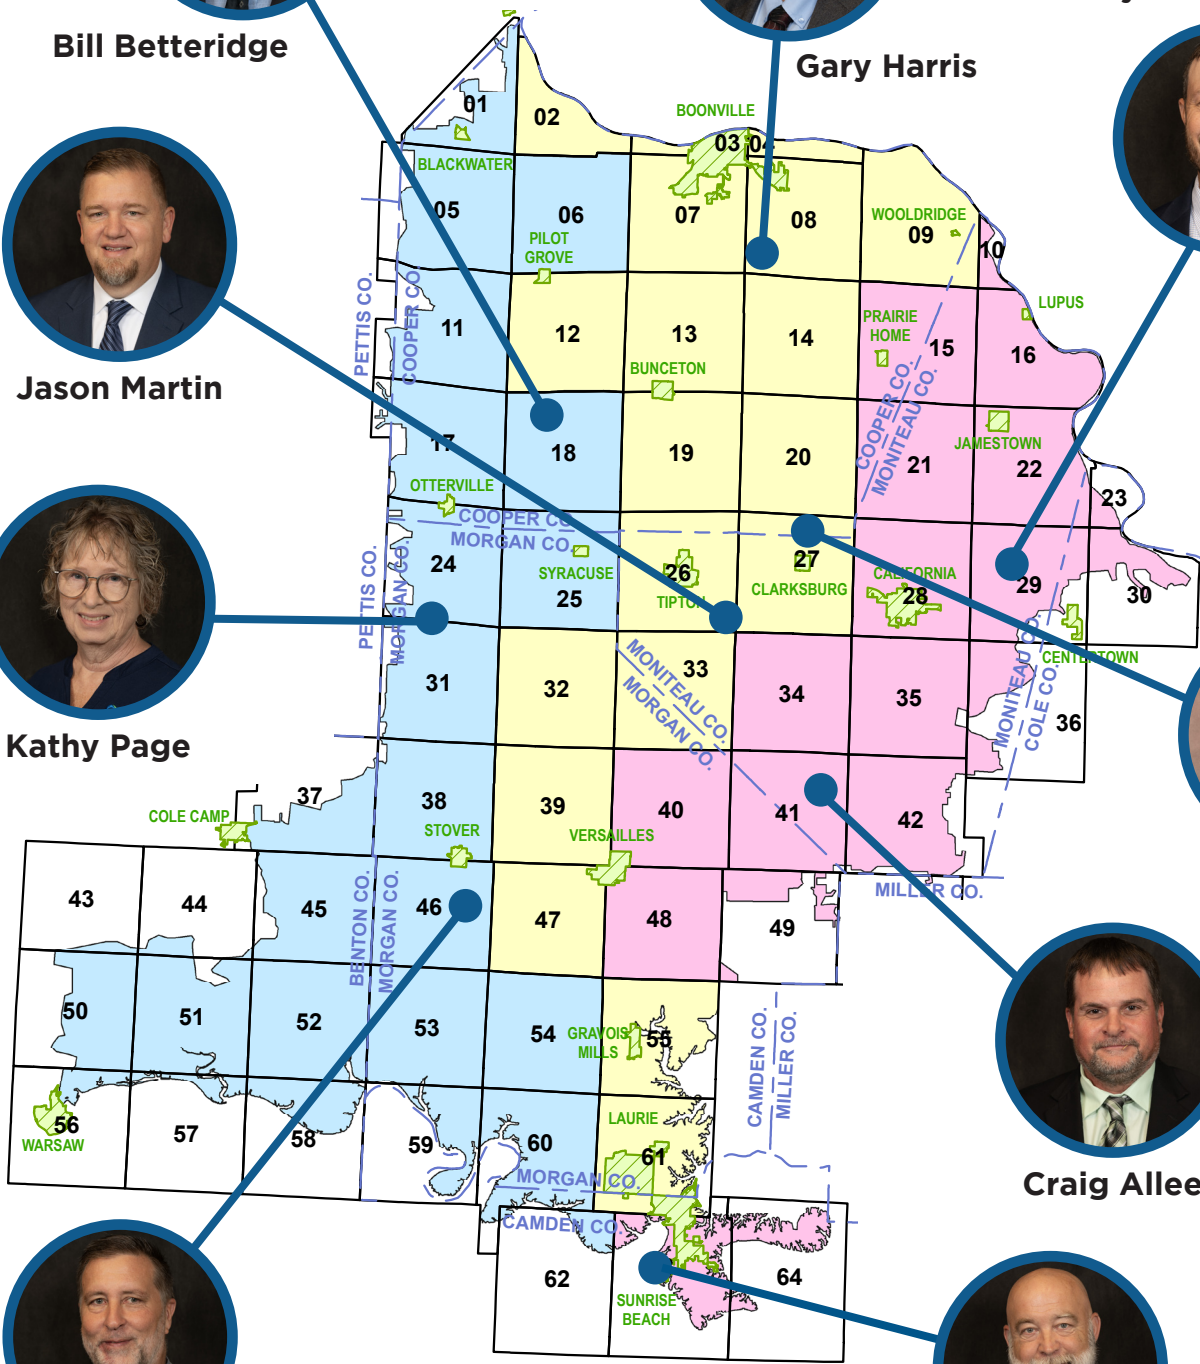 Bill Betteridge
Gary Harris
BOONVILLE
01
02
03
04
BLACKWATER
05
06
07
08
WOOLDRIDGE
09
10
PILOT
GROVE
PETTIS CO.
COOPER CO.
LUPUS
11
12
13
14
PRAIRIE
HOME
15
16
BUNCETON
Jason Martin
COOPER CO.
MONITEAU CO.
JAMESTOWN
17
18
19
20
21
22
23
OTTERVILLE
COOPER CO.
MORGAN CO.
PETTIS CO.
MORGAN CO.
24
SYRACUSE
25
26
TIPTON
27
CLARKSBURG
CALIFORNIA
28
29
30
CENTERTOWN
MONITEAU CO.
MORGAN CO.
MONITEAU CO.
COLE CO.
31
32
33
34
35
36
Kathy Page
37
38
39
40
41
42
COLE CAMP
STOVER
VERSAILLES
MILLER CO.
43
44
45
BENTON CO.
MORGAN CO.
46
47
48
49
50
51
52
53
54
GRAVOIS
MILLS
55
CAMDEN CO.
MILLER CO.
56
WARSAW
57
58
59
60
LAURIE
61
MORGAN CO.
CAMDEN CO.
Craig Allee
62
64
SUNRISE
BEACH